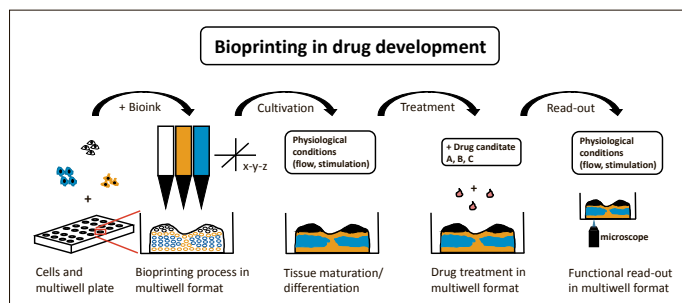 Bioprinting in drug development
+ Bioink
Cultivation
Treatment
Read-out
x-y-z
Physiological
conditions
(flow, stimulation)
+ Drug canditate
A, B, C
Physiological
conditions
(flow, stimulation)
+
+
microscope
Cells and
multiwell plate
Bioprinting process in
multiwell format
Tissue maturation/
differentiation
Drug treatment in
multiwell format
Functional read-out
in multiwell format